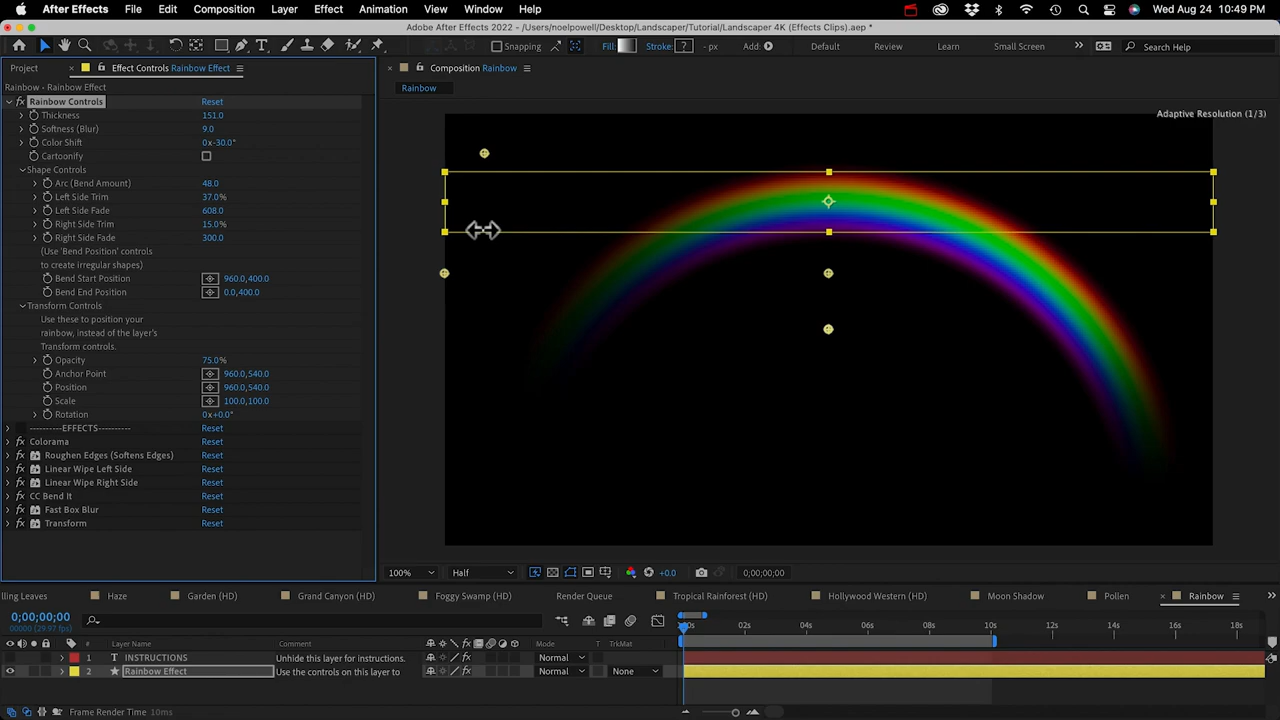 After Effects File Edit Composition Layer Effect Animation View Window Help Sun Aug 14 10:49 PM
Adobe After Effects 2022 - /Users/noelpowell/Desktop/Landscaper/Tutorial/Landscaper 4K (Effects Clips).aep *
Snapping Fill: Stroke: ? - px Add: Default Review Learn Small Screen Search Help
Project Effect Controls Rainbow Effect Composition Rainbow
Rainbow - Rainbow Effect Rainbow
Rainbow Controls Reset
Adaptive Resolution (1/3)
Thickness 151.0
Softness (Blur) 9.0
Color Shift 0x-30.0°
Cartoonify
Shape Controls
Arc (Bend Amount) 48.0
Left Side Trim 37.0%
Left Side Fade 608.0
Right Side Trim 15.0%
Right Side Fade 300.0
(Use 'Bend Position' controls
to create irregular shapes)
Bend Start Position 960.0,400.0
Bend End Position 0.0,400.0
Transform Controls
Use these to position your
rainbow, instead of the layer's
Transform controls.
Opacity 75.0%
Anchor Point 960.0,540.0
Position 960.0,540.0
Scale 100.0,100.0
Rotation 0x+0.0°
----------EFFECTS---------- Reset
Colorama Reset
Roughen Edges (Softens Edges) Reset
Linear Wipe Left Side Reset
Linear Wipe Right Side Reset
CC Bend It Reset
Fast Box Blur Reset
Transform Reset
100% Half +0.0 0;00;00;00
lling Leaves Haze Garden (HD) Grand Canyon (HD) Foggy Swamp (HD) Render Queue Tropical Rainforest (HD) Hollywood Western (HD) Moon Shadow Pollen Rainbow
0;00;00;00
00000 (29.97 fps)
02s 04s 06s 08s 10s 12s 14s 16s 18s
# Layer Name Comment Mode T TrkMat
1 T INSTRUCTIONS Unhide this layer for instructions. Normal
2 Rainbow Effect Use the controls on this layer to Normal None
Frame Render Time 10ms